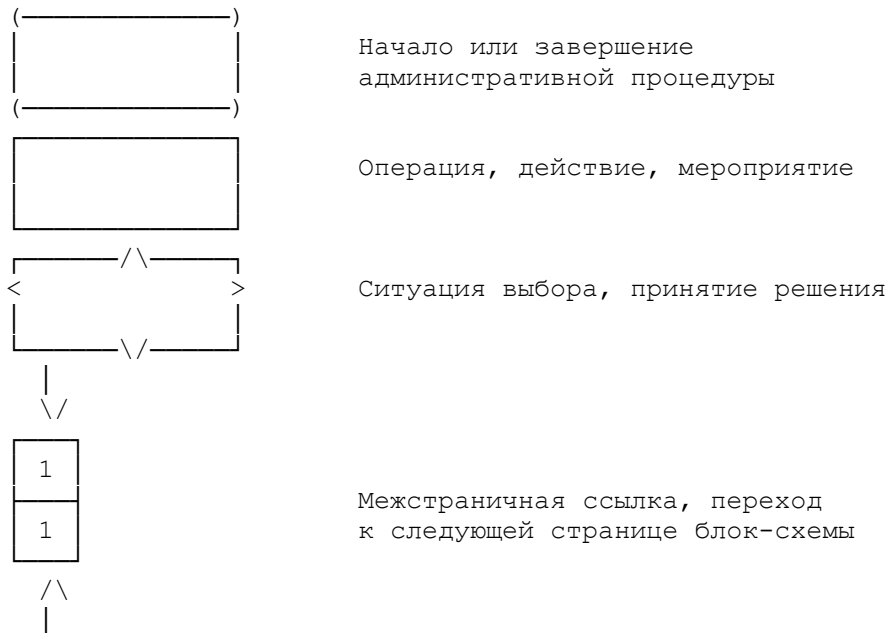 Начало или завершение
административной процедуры
Операция, действие, мероприятие
Ситуация выбора, принятие решения
1
Межстраничная ссылка, переход
1 к следующей странице блок-схемы